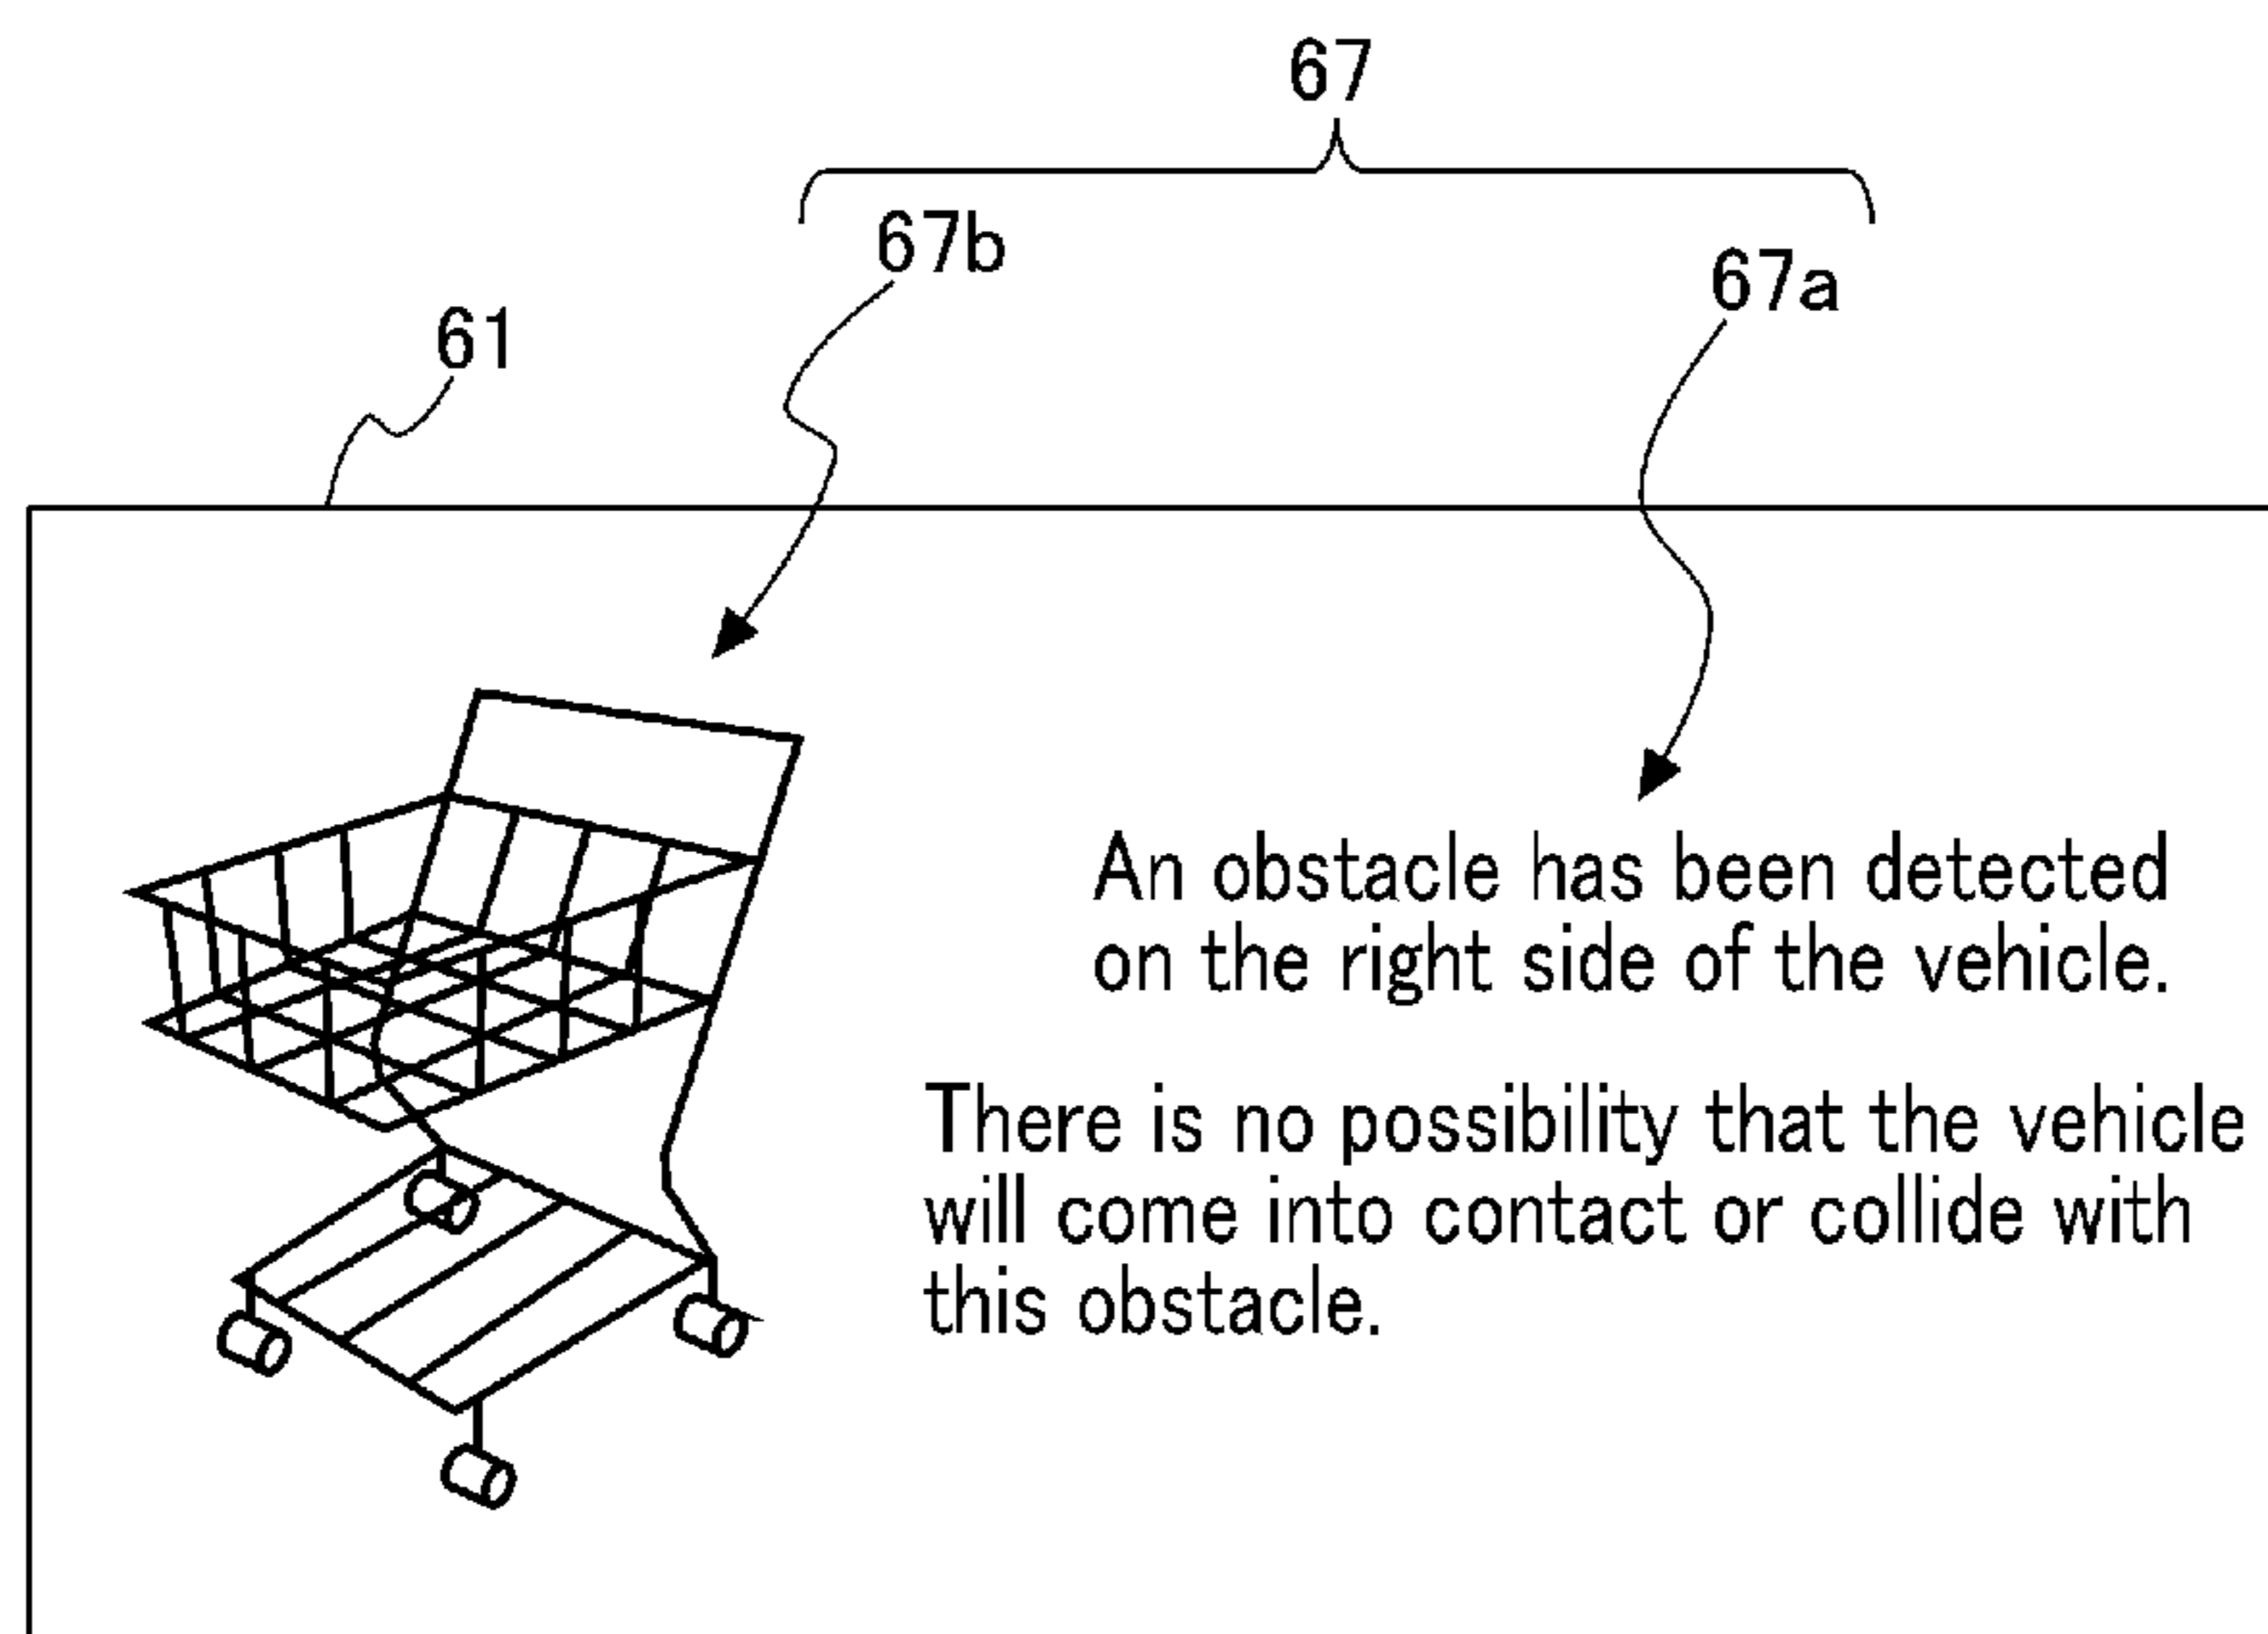 67
67b
67a
61
An obstacle has been detected
on the right side of the vehicle.
There is no possibility that the vehicle
will come into contact or collide with
this obstacle.